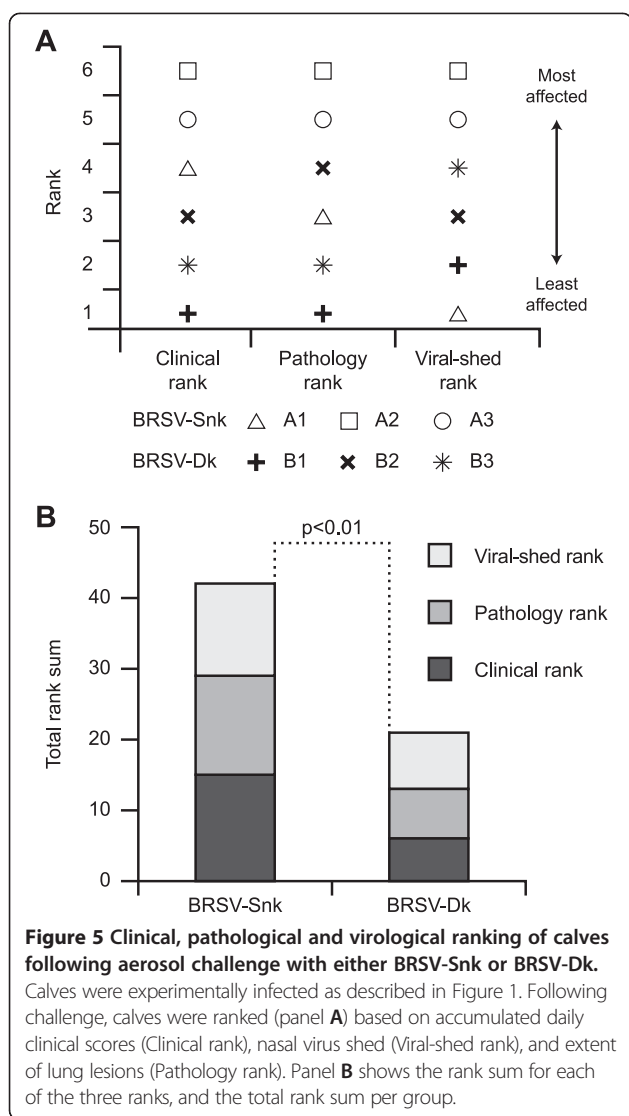 A
6
5
4
3
2
1
Rank
Most
affected
Least
affected
Clinical
rank
Pathology
rank
Viral-shed
rank
BRSV-Snk △ A1 □ A2 ○ A3
BRSV-Dk + B1 × B2 ✳ B3
B
50
40
30
20
10
0
Total rank sum
p<0.01
Viral-shed rank
Pathology rank
Clinical rank
BRSV-Snk
BRSV-Dk
Figure 5 Clinical, pathological and virological ranking of calves
following aerosol challenge with either BRSV-Snk or BRSV-Dk.
Calves were experimentally infected as described in Figure 1. Following
challenge, calves were ranked (panel A) based on accumulated daily
clinical scores (Clinical rank), nasal virus shed (Viral-shed rank), and extent
of lung lesions (Pathology rank). Panel B shows the rank sum for each
of the three ranks, and the total rank sum per group.